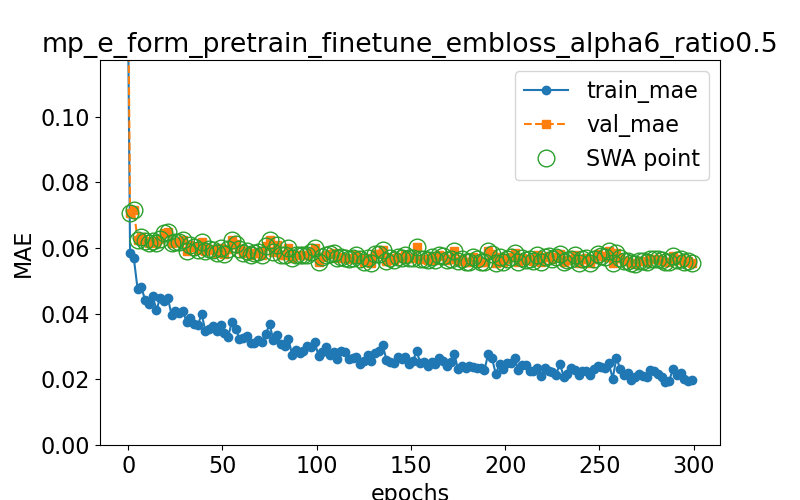 mp_e_form_pretrain_finetune_embloss_alpha6_ratio0.5
train_mae
val_mae
SWA point
MAE
0.10
0.08
0.06
0.04
0.02
0.00
0 50 100 150 200 250 300
epochs